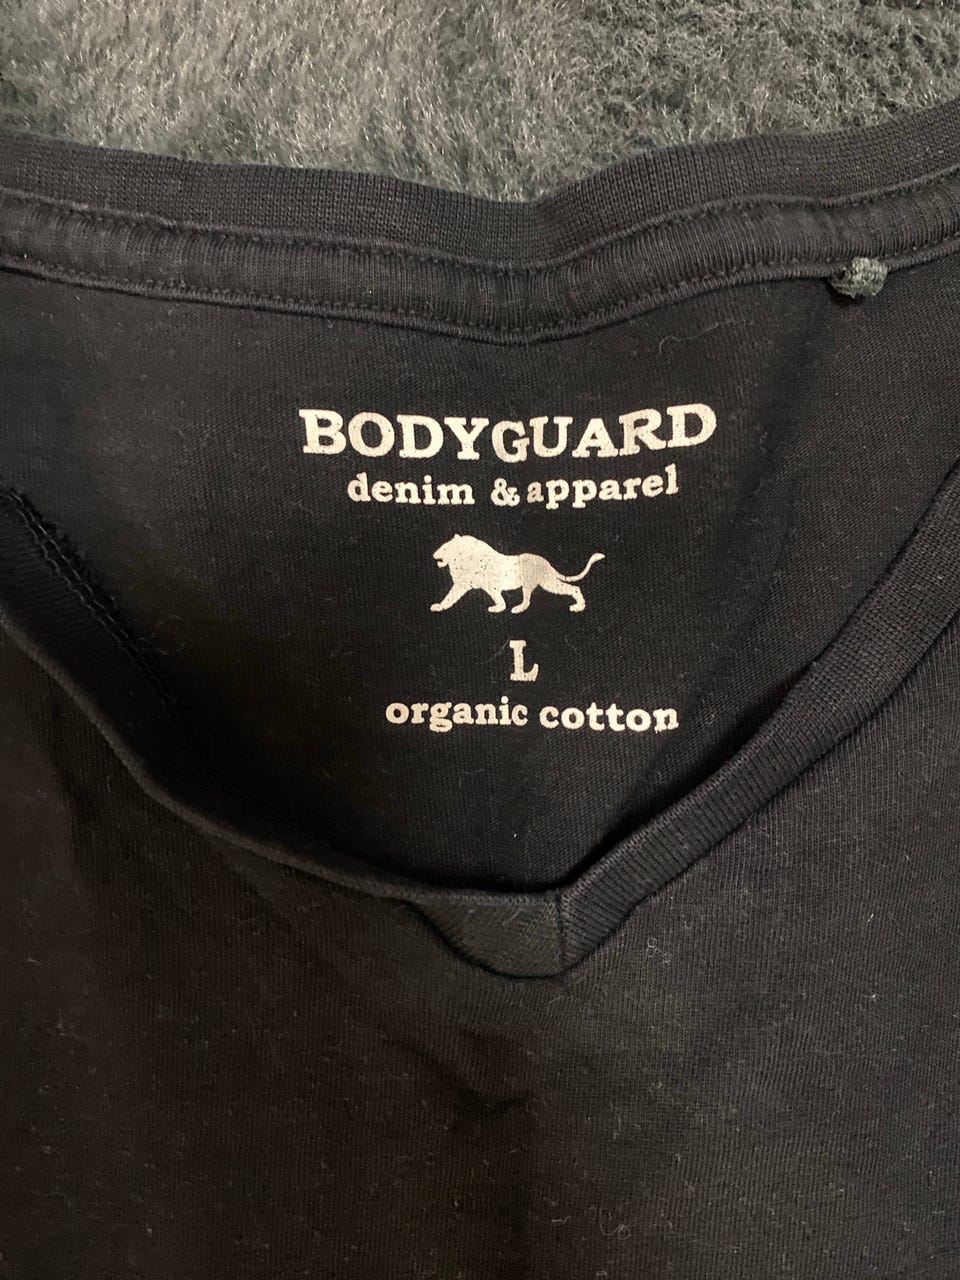 BODYGUARD
denim & apparel
L
organic cotton